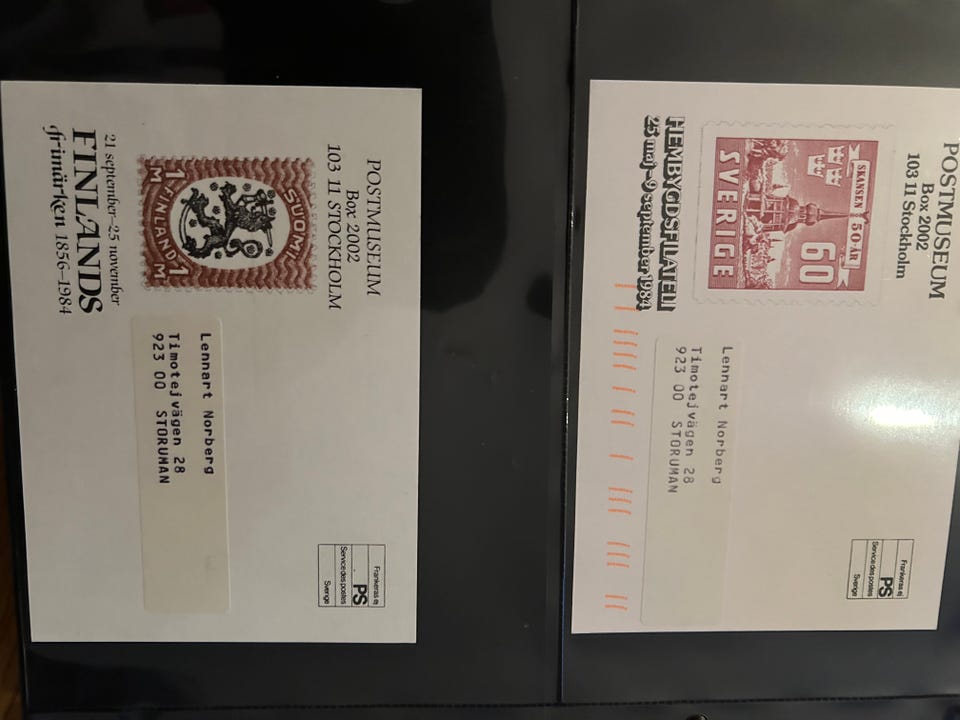 POSTMUSEUM
Box 2002
103 11 STOCKHOLM
SUOMI
FINLAND
1 M
1 M
21 september–25 november
FINLANDS
frimärken 1856–1984
Lennart Norberg
Timotejvägen 28
923 00 STORUMAN
Frankeras ej
PS
Service des postes
Sverige
POSTMUSEUM
Box 2002
103 11 Stockholm
SKANSEN 50 ÅR
60
SVERIGE
HEMBYGDSFILATELI
25 maj–9 september 1984
Lennart Norberg
Timotejvägen 28
923 00 STORUMAN
Frankeras ej
PS
Service des postes
Sverige